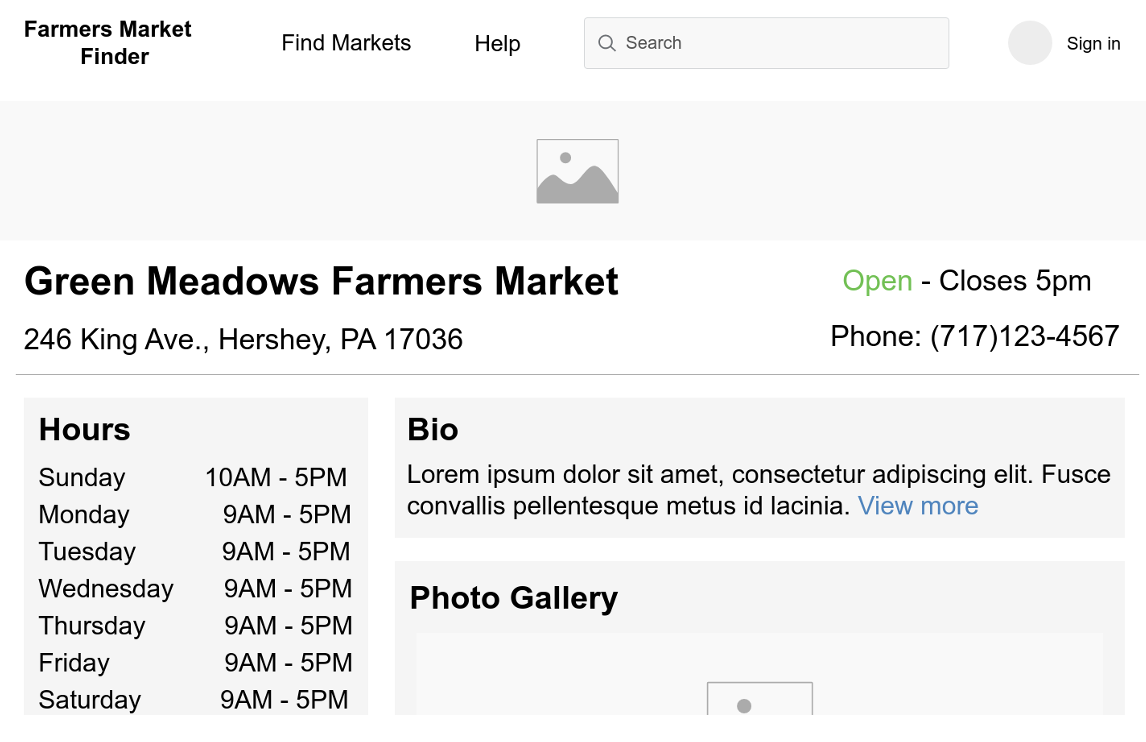 Farmers Market
Finder
Find Markets
Help
Search
Sign in
Green Meadows Farmers Market
Open - Closes 5pm
246 King Ave., Hershey, PA 17036
Phone: (717)123-4567
Hours
Sunday 10AM - 5PM
Monday 9AM - 5PM
Tuesday 9AM - 5PM
Wednesday 9AM - 5PM
Thursday 9AM - 5PM
Friday 9AM - 5PM
Saturday 9AM - 5PM
Bio
Lorem ipsum dolor sit amet, consectetur adipiscing elit. Fusce
convallis pellentesque metus id lacinia. View more
Photo Gallery